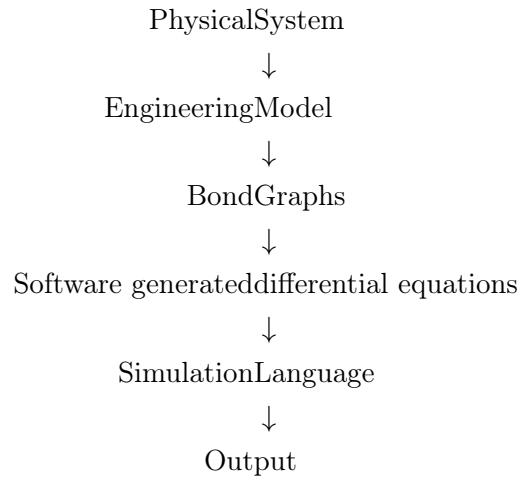 PhysicalSystem
↓
EngineeringModel
↓
BondGraphs
↓
Software generateddifferential equations
↓
SimulationLanguage
↓
Output